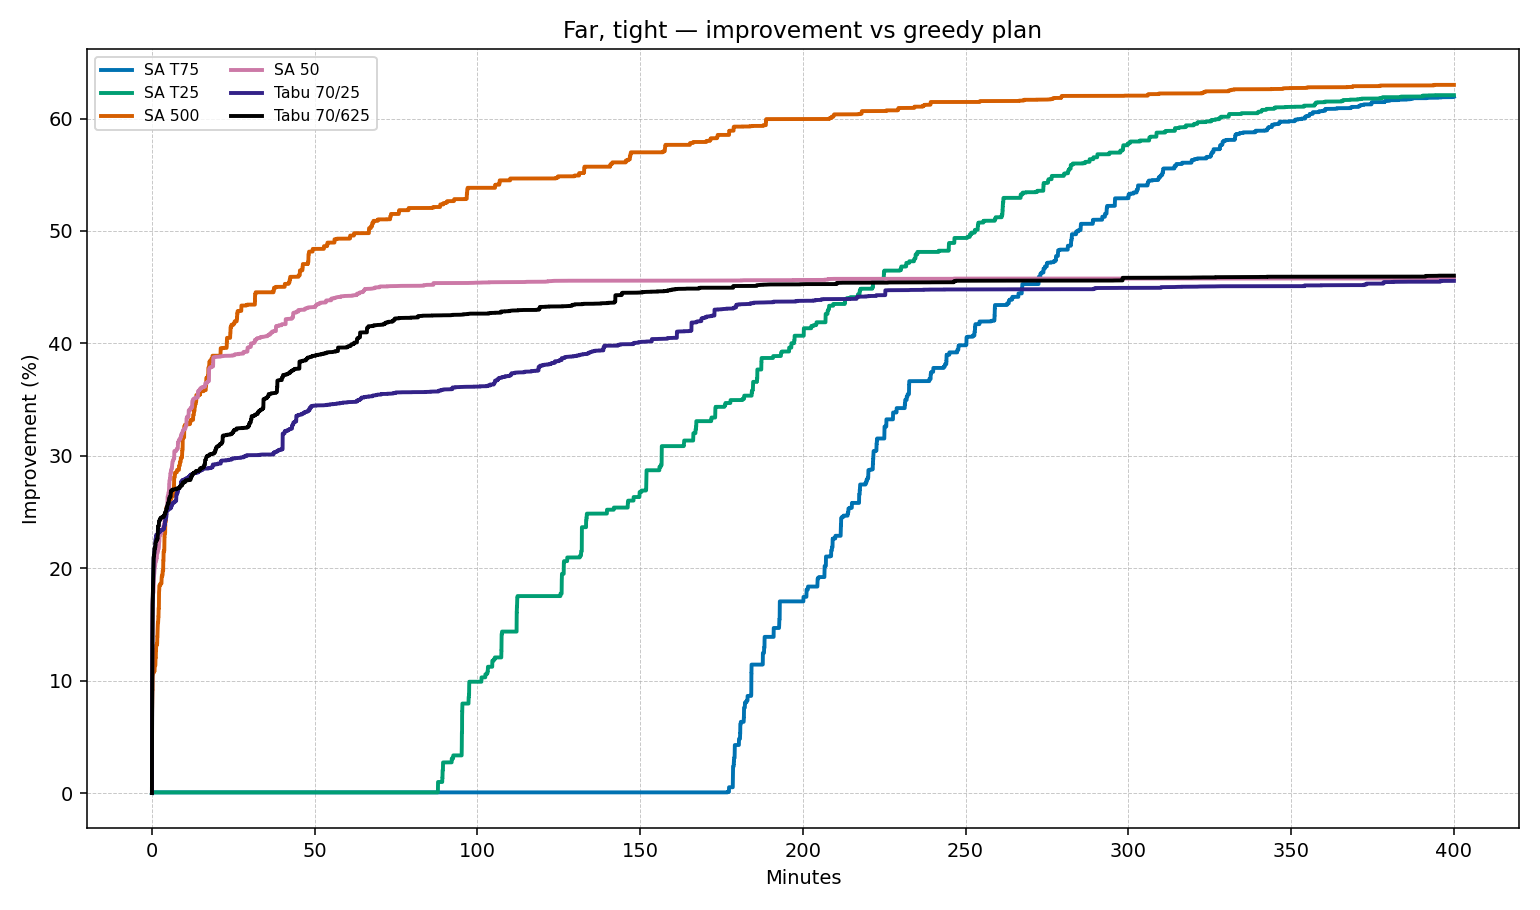 Far, tight — improvement vs greedy plan
SA T75
SA T25
SA 500
SA 50
Tabu 70/25
Tabu 70/625
Improvement (%)
60
50
40
30
20
10
0
0 50 100 150 200 250 300 350 400
Minutes